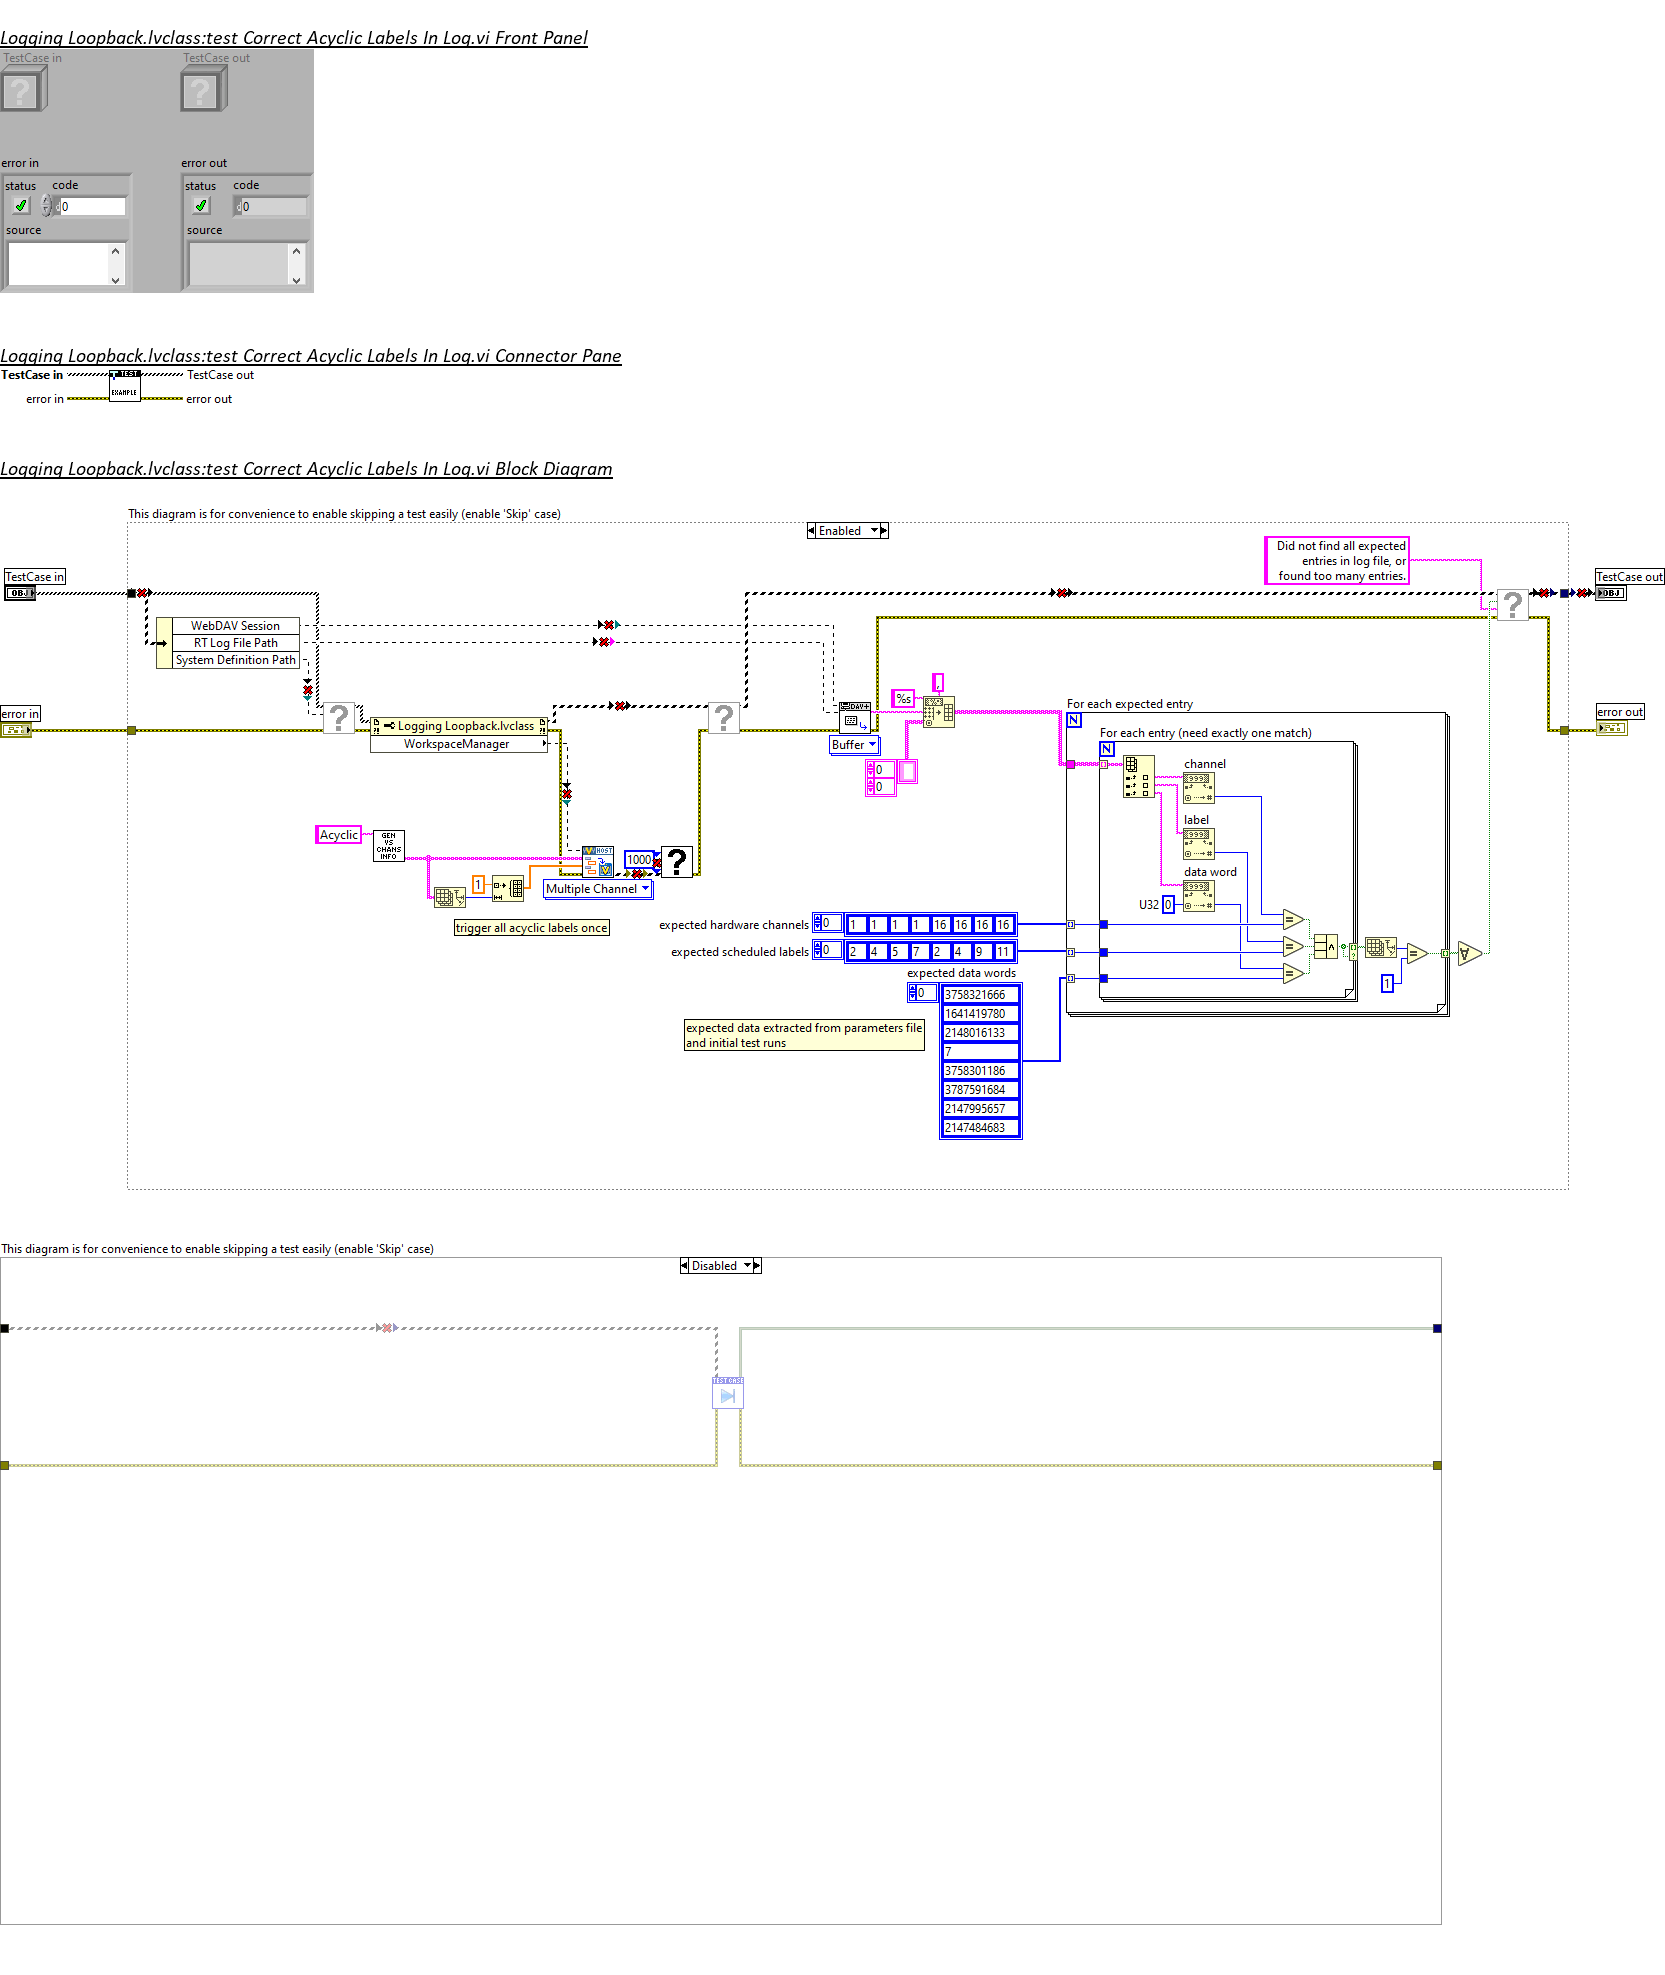 Logging Loopback.lvclass:test Correct Acyclic Labels In Log.vi Front Panel
TestCase in
TestCase out
error in
error out
status code
status code
0
0
source
source
Logging Loopback.lvclass:test Correct Acyclic Labels In Log.vi Connector Pane
TestCase in
TestCase out
TEST
EXAMPLE
error in
error out
Logging Loopback.lvclass:test Correct Acyclic Labels In Log.vi Block Diagram
This diagram is for convenience to enable skipping a test easily (enable 'Skip' case)
Enabled
Did not find all expected
entries in log file, or
found too many entries.
TestCase in
OBJ
TestCase out
OBJ
WebDAV Session
RT Log File Path
System Definition Path
?
?
?
%s
,
For each expected entry
N
error in
error out
Logging Loopback.lvclass
WorkspaceManager
DAV
Buffer
0
0
For each entry (need exactly one match)
N
channel
label
data word
U32 0
Acyclic
GEN
VS
CHANS
INFO
HOST
1000
?
1
Multiple Channel
trigger all acyclic labels once
expected hardware channels
0
1 1 1 1 16 16 16 16
expected scheduled labels
0
2 4 5 7 2 4 9 11
expected data words
0
3758321666
1641419780
2148016133
7
3758301186
3787591684
2147995657
2147484683
1
expected data extracted from parameters file
and initial test runs
This diagram is for convenience to enable skipping a test easily (enable 'Skip' case)
Disabled
TEST CASE